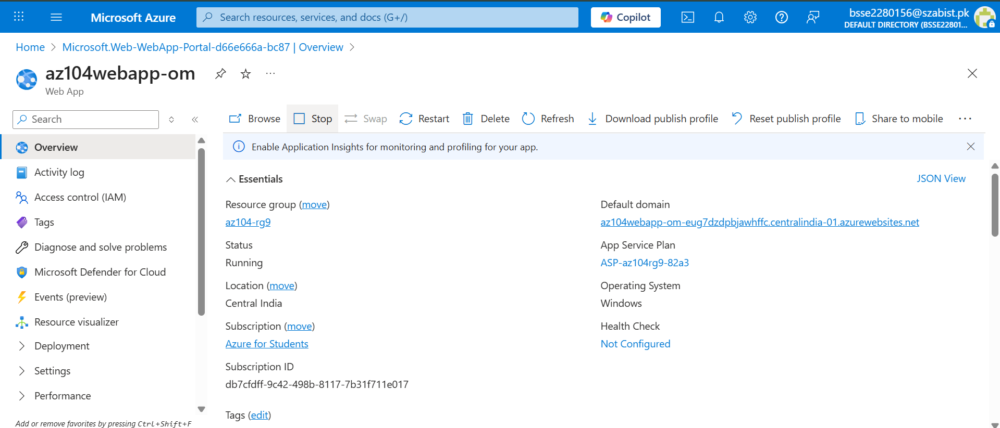 Microsoft Azure
Search resources, services, and docs (G+/)
Copilot
bsse2280156@szabist.pk
DEFAULT DIRECTORY (BSSE22801...
Home > Microsoft.Web-WebApp-Portal-d66e666a-bc87 | Overview >
az104webapp-om
Web App
Search
Browse Stop Swap Restart Delete Refresh Download publish profile Reset publish profile Share to mobile
Overview
Activity log
Access control (IAM)
Tags
Diagnose and solve problems
Microsoft Defender for Cloud
Events (preview)
Resource visualizer
Deployment
Settings
Performance
Add or remove favorites by pressing Ctrl+Shift+F
Enable Application Insights for monitoring and profiling for your app.
Essentials
JSON View
Resource group (move)
az104-rg9
Status
Running
Location (move)
Central India
Subscription (move)
Azure for Students
Subscription ID
db7cfdff-9c42-498b-8117-7b31f711e017
Default domain
az104webapp-om-eug7dzdpbjawhffc.centralindia-01.azurewebsites.net
App Service Plan
ASP-az104rg9-82a3
Operating System
Windows
Health Check
Not Configured
Tags (edit)